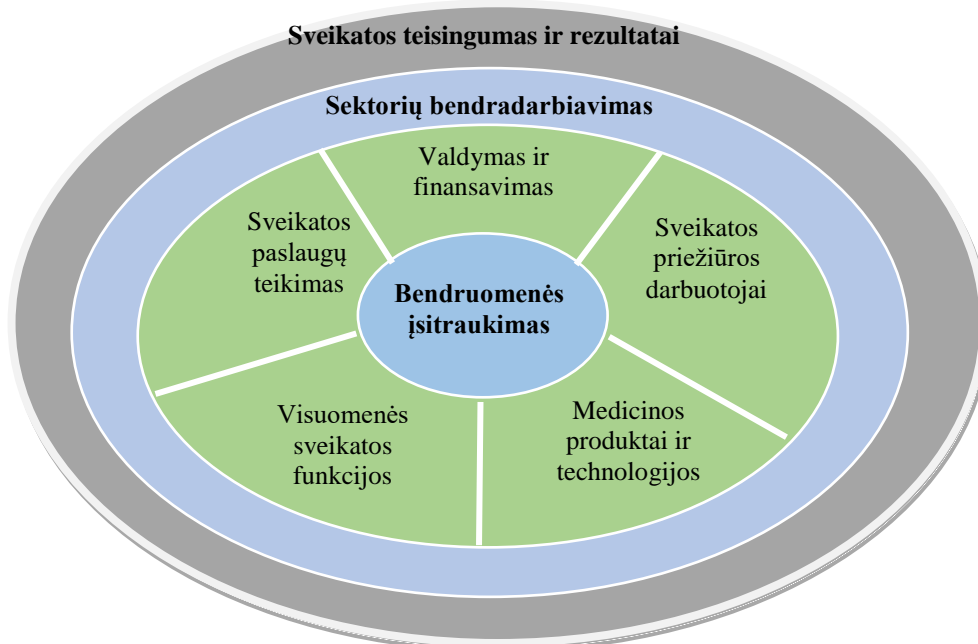 Sveikatos teisingumas ir rezultatai
Sektorių bendradarbiavimas
Valdymas ir
finansavimas
Sveikatos
paslaugų
teikimas
Sveikatos
priežiūros
darbuotojai
Bendruomenės
įsitraukimas
Visuomenės
sveikatos
funkcijos
Medicinos
produktai ir
technologijos